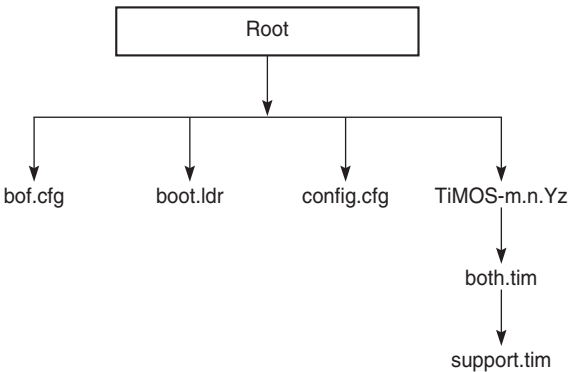 Root
bof.cfg
boot.ldr
config.cfg
TiMOS-m.n.Yz
both.tim
support.tim